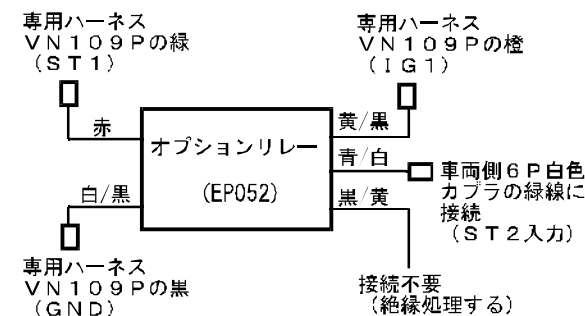 専用ハーネス
ＶＮ１０９Ｐの緑
（ＳＴ１）
専用ハーネス
ＶＮ１０９Ｐの橙
（ＩＧ１）
赤
オプションリレー
(EP052)
黄/黒
青/白
黒/黄
白/黒
車両側６Ｐ白色
カプラの緑線に
接続
（ＳＴ２入力）
専用ハーネス
ＶＮ１０９Ｐの黒
（ＧＮＤ）
接続不要
（絶縁処理する）